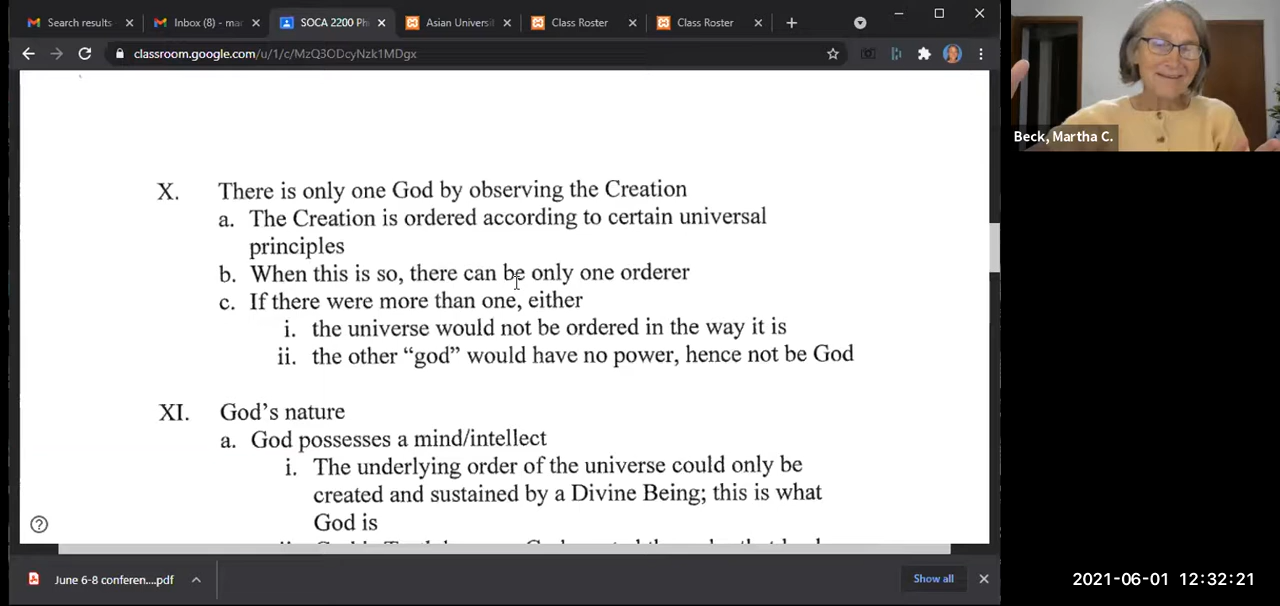 Search results
Inbox (8) - ma
SOCA 2200 Ph
Asian Universit
Class Roster
Class Roster
classroom.google.com/u/1/c/MzQ3ODcyNzk1MDgx
Beck, Martha C.
X. There is only one God by observing the Creation
a. The Creation is ordered according to certain universal
principles
b. When this is so, there can be only one orderer
c. If there were more than one, either
i. the universe would not be ordered in the way it is
ii. the other “god” would have no power, hence not be God
XI. God’s nature
a. God possesses a mind/intellect
i. The underlying order of the universe could only be
created and sustained by a Divine Being; this is what
God is
June 6-8 conferen....pdf
Show all
2021-06-01 12:32:21